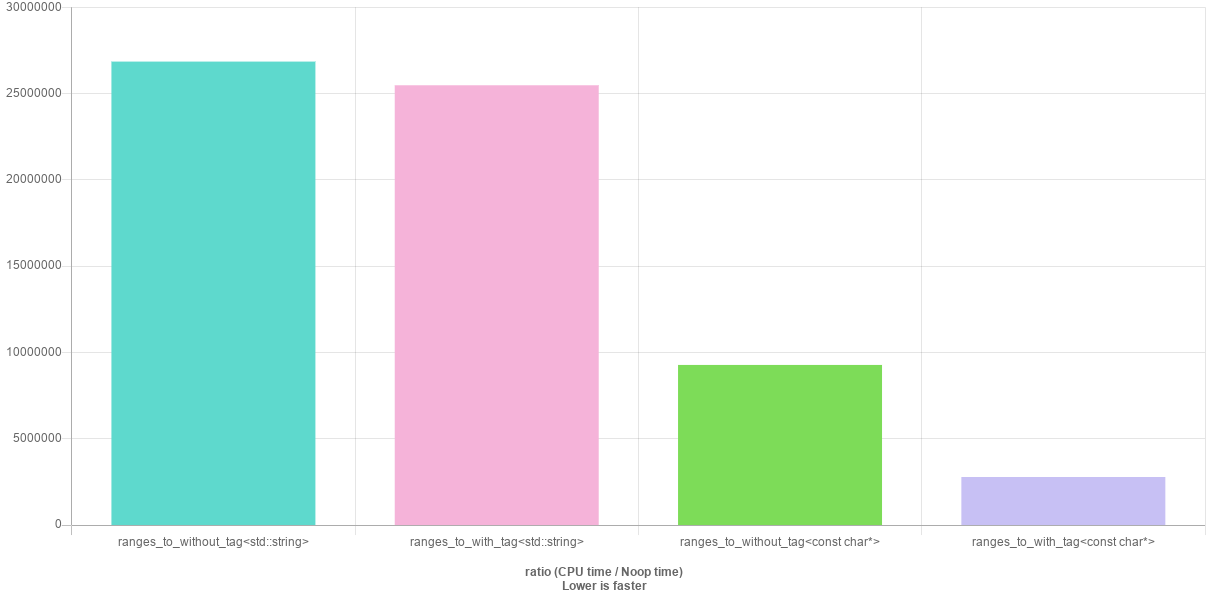 30000000
25000000
20000000
15000000
10000000
5000000
0
ranges_to_without_tag<std::string>
ranges_to_with_tag<std::string>
ranges_to_without_tag<const char*>
ranges_to_with_tag<const char*>
ratio (CPU time / Noop time)
Lower is faster